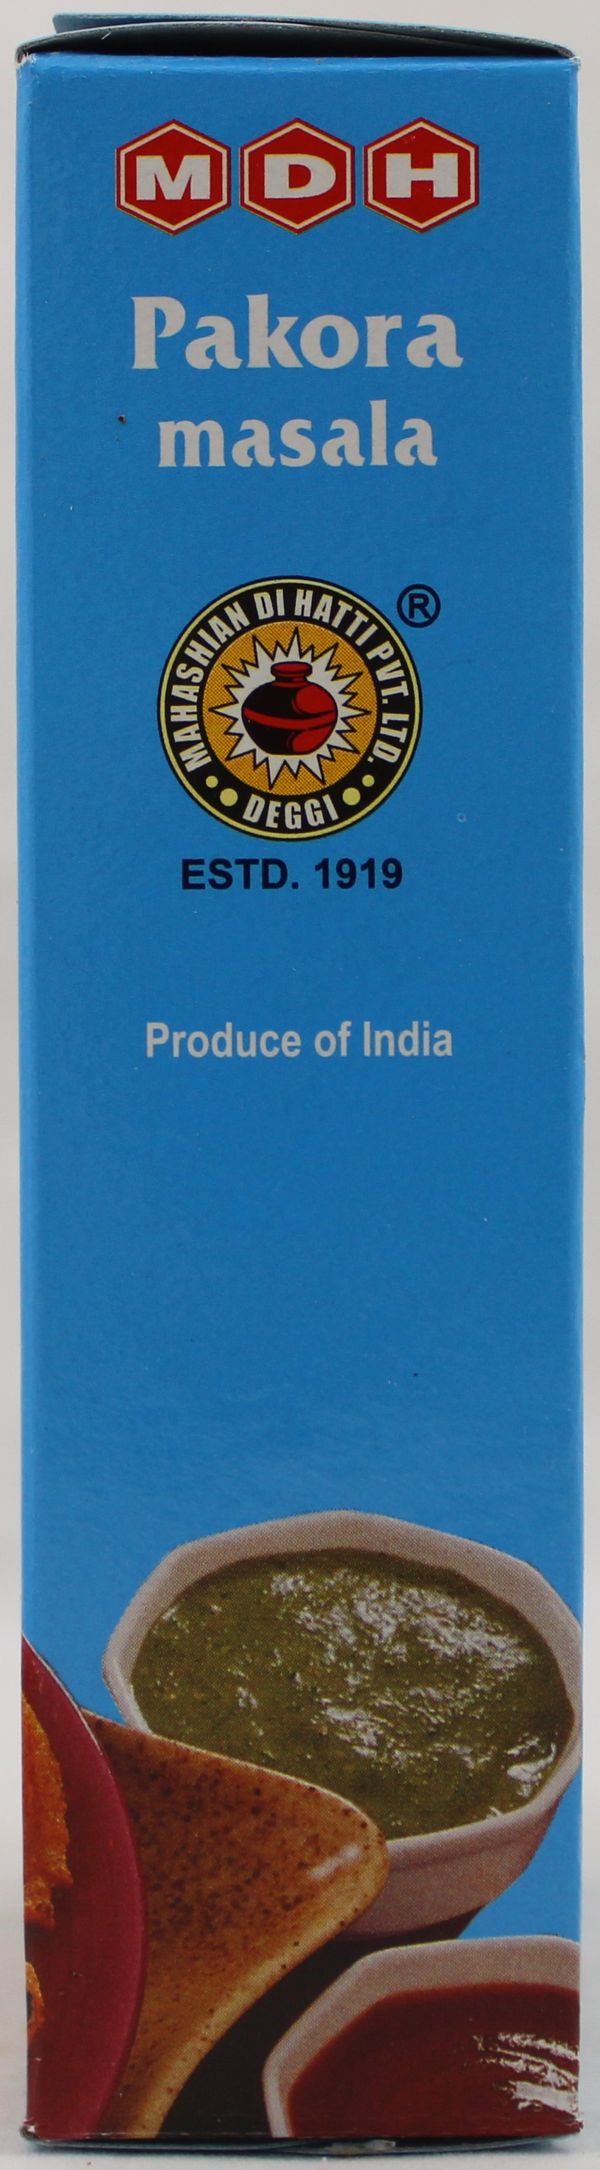 MDH
Pakora
masala
MAHASHIAN DI HATTI PVT. LTD.
DEGGI
®
ESTD. 1919
Produce of India